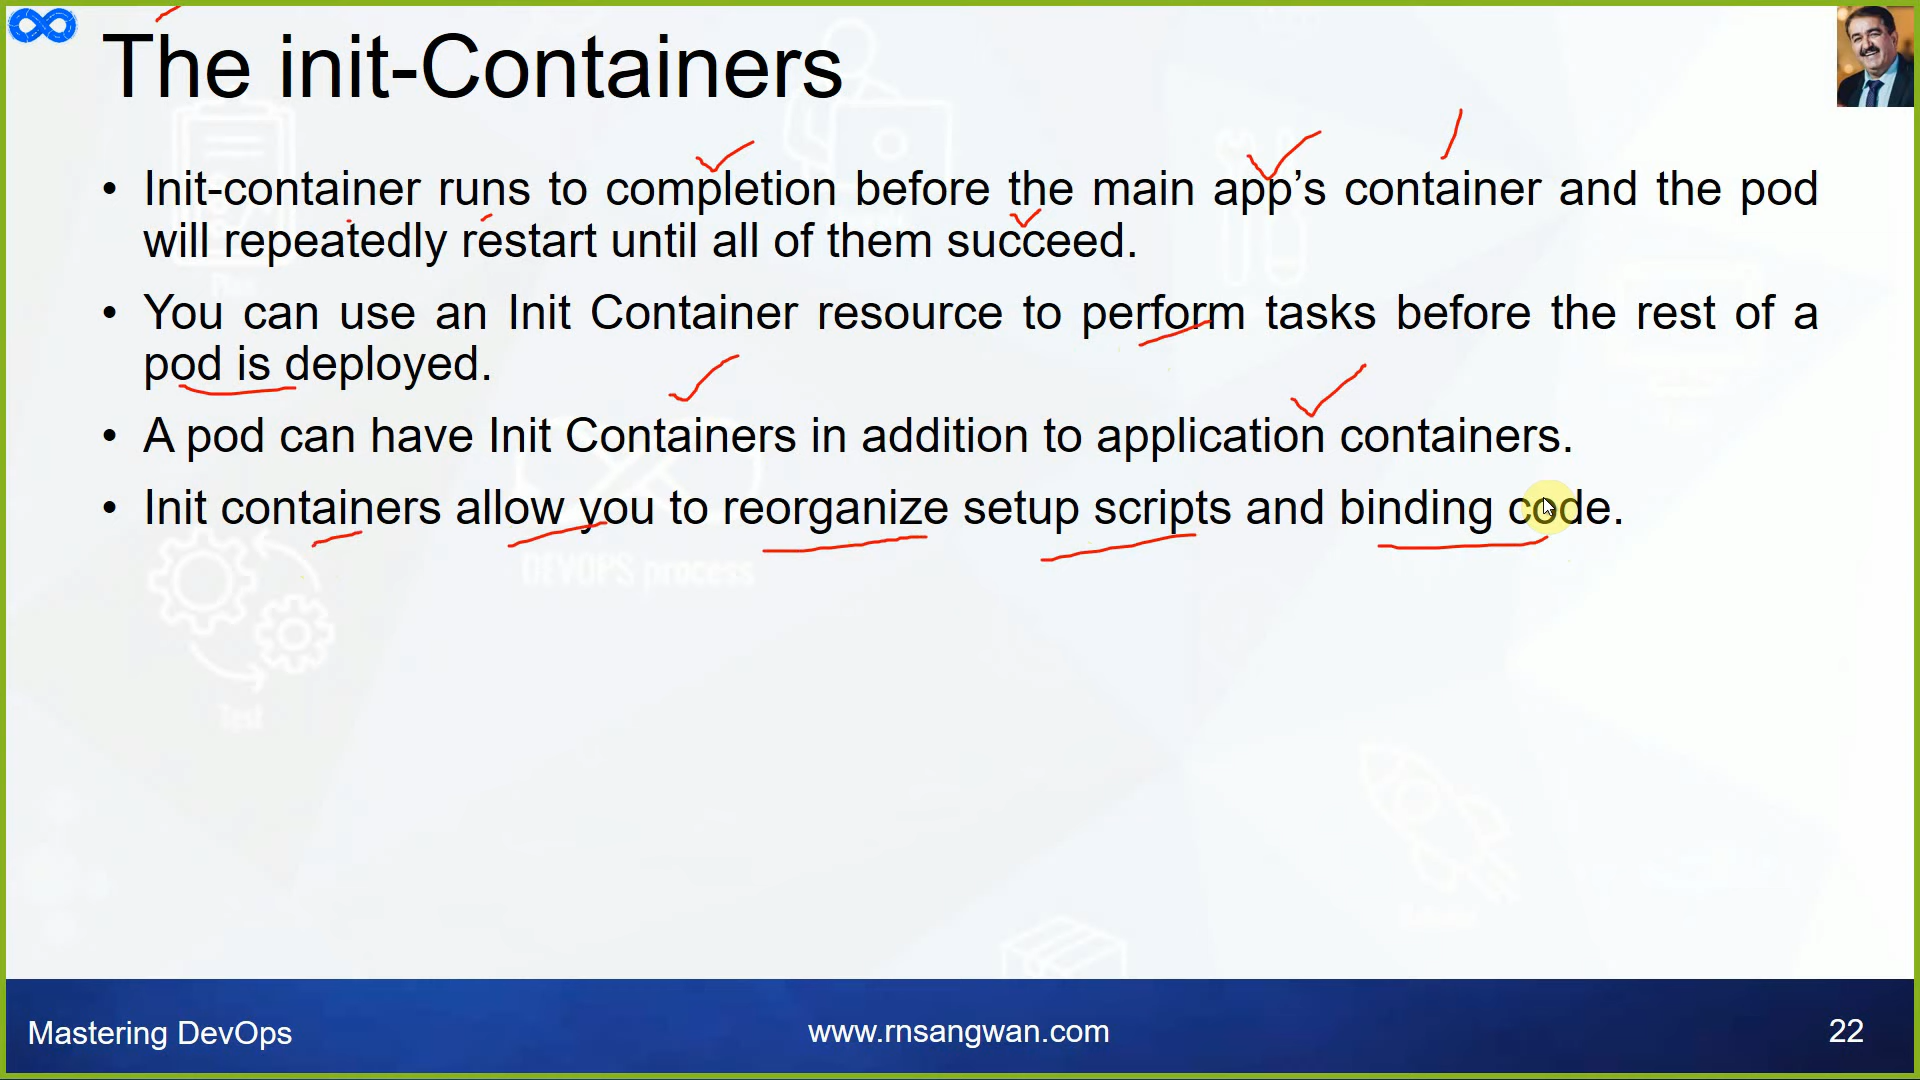 The init-Containers
• Init-container runs to completion before the main app’s container and the pod
will repeatedly restart until all of them succeed.
• You can use an Init Container resource to perform tasks before the rest of a
pod is deployed.
• A pod can have Init Containers in addition to application containers.
• Init containers allow you to reorganize setup scripts and binding code.
DEVOPS process
Test
Mastering DevOps
www.rnsangwan.com
22